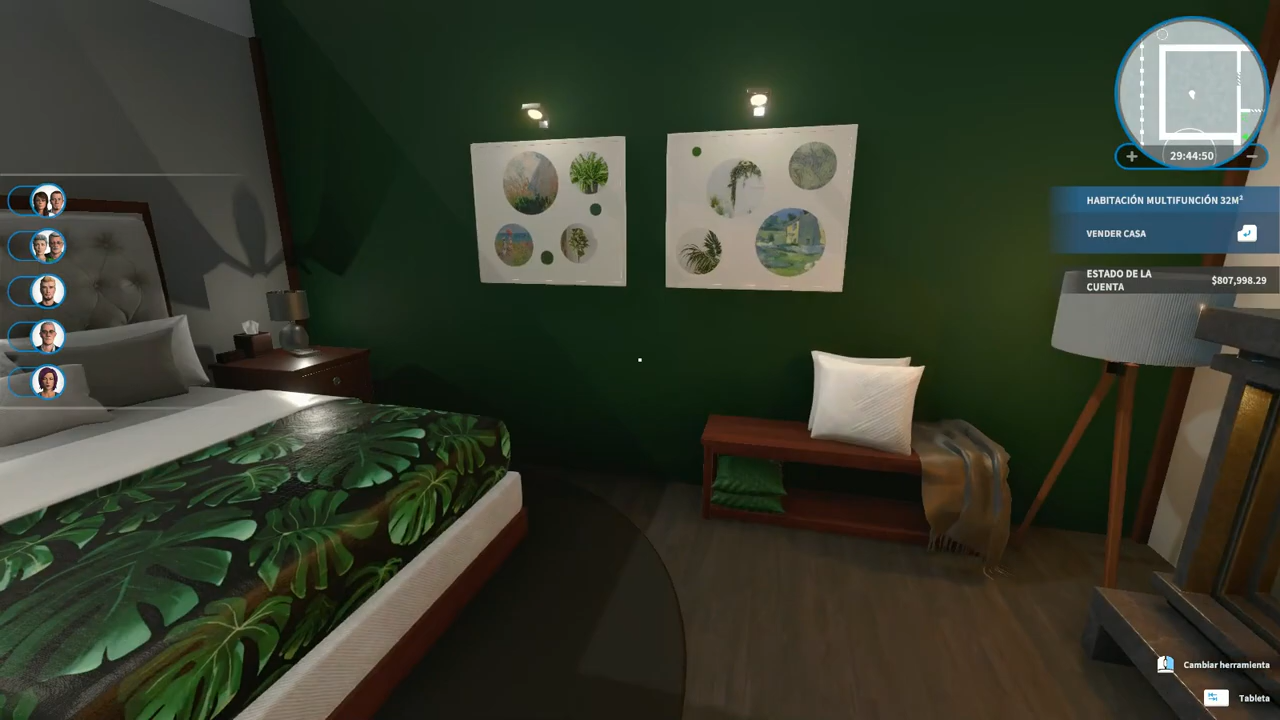 29:44:50
HABITACIÓN MULTIFUNCIÓN 32M²
VENDER CASA
ESTADO DE LA
CUENTA
$807,998.29
Cambiar herramienta
Tableta